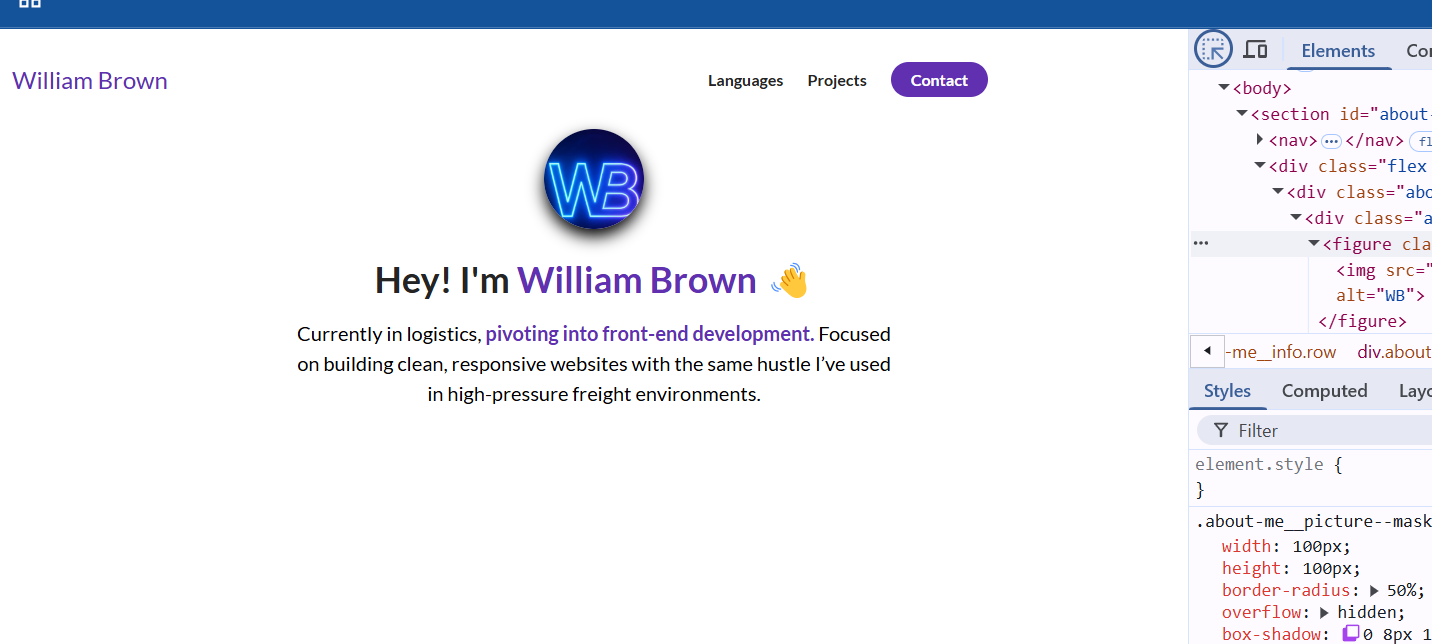 William Brown
Languages Projects Contact
WB
Hey! I'm William Brown 👋
Currently in logistics, pivoting into front-end development. Focused
on building clean, responsive websites with the same hustle I’ve used
in high-pressure freight environments.
Elements
<body>
<section id="about-
<nav> ... </nav>
<div class="flex
<div class="abo
<div class="a
<figure cla
<img src="
alt="WB">
</figure>
-me__info.row div.about
Styles Computed
Filter
element.style {
}
.about-me__picture--mask
width: 100px;
height: 100px;
border-radius: 50%;
overflow: hidden;
box-shadow: 0 8px 1